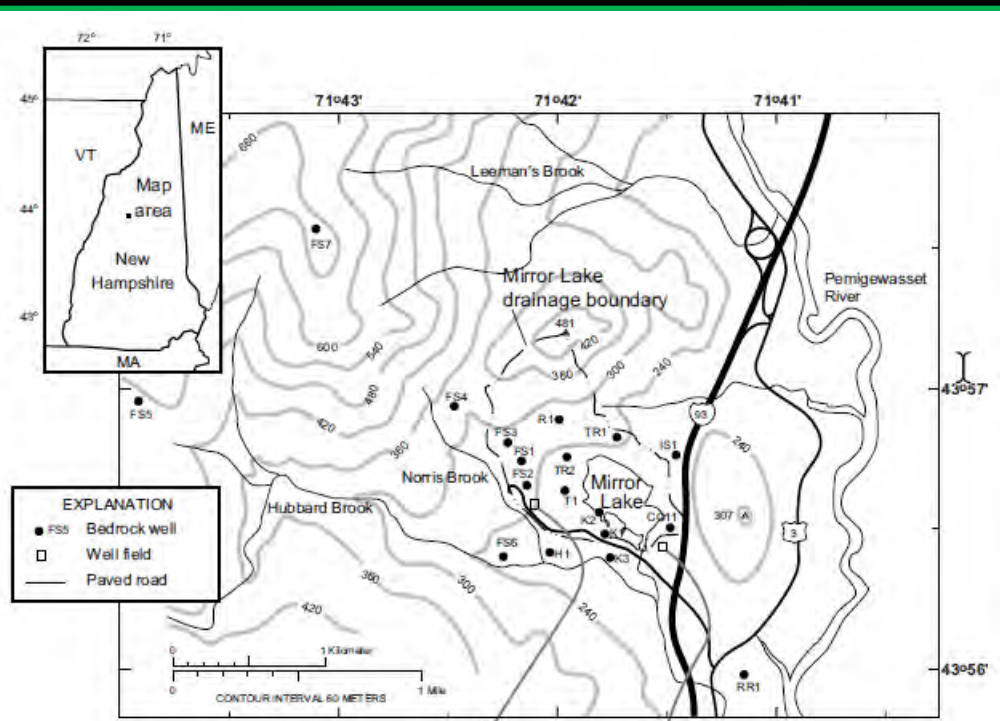 72° 71°
45°
44°
43°
VT
ME
Map
area
New
Hampshire
MA
71°43' 71°42' 71°41'
43°57'
43°56'
660
Leeman's Brook
FS7
Mirror Lake
drainage boundary
Pemigewasset
River
481
420
600
540
360
300
240
480
FS5
FS4
420
R1
93
FS3
TR1
360
FS1
IS1
240
FS2
TR2
Norris Brook
Mirror
Lake
T1
Hubbard Brook
K2
CO11
307
K1
3
FS6
H1
K3
360
300
240
420
RR1
EXPLANATION
FS5 Bedrock well
Well field
Paved road
0 1 Kilometer
0 1 Mile
CONTOUR INTERVAL 60 METERS